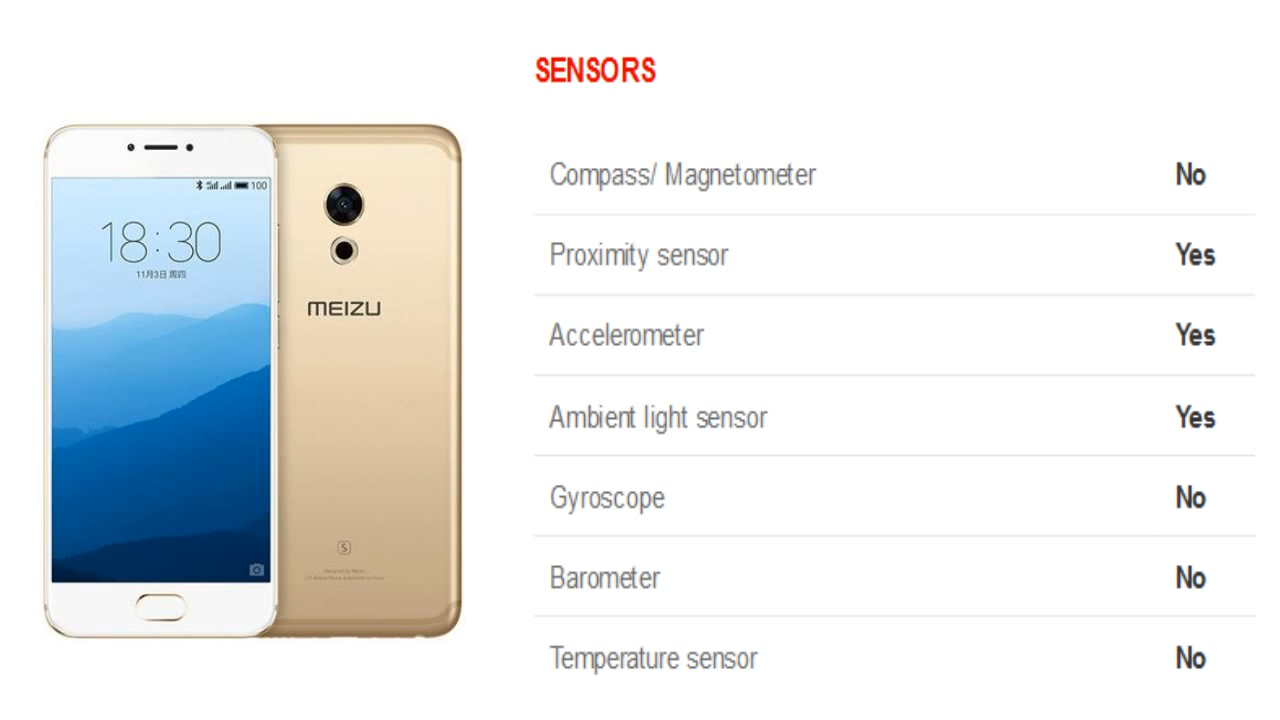 SENSORS
100
18:30
11月3日 周四
MEIZU
S
Compass/ Magnetometer No
Proximity sensor Yes
Accelerometer Yes
Ambient light sensor Yes
Gyroscope No
Barometer No
Temperature sensor No